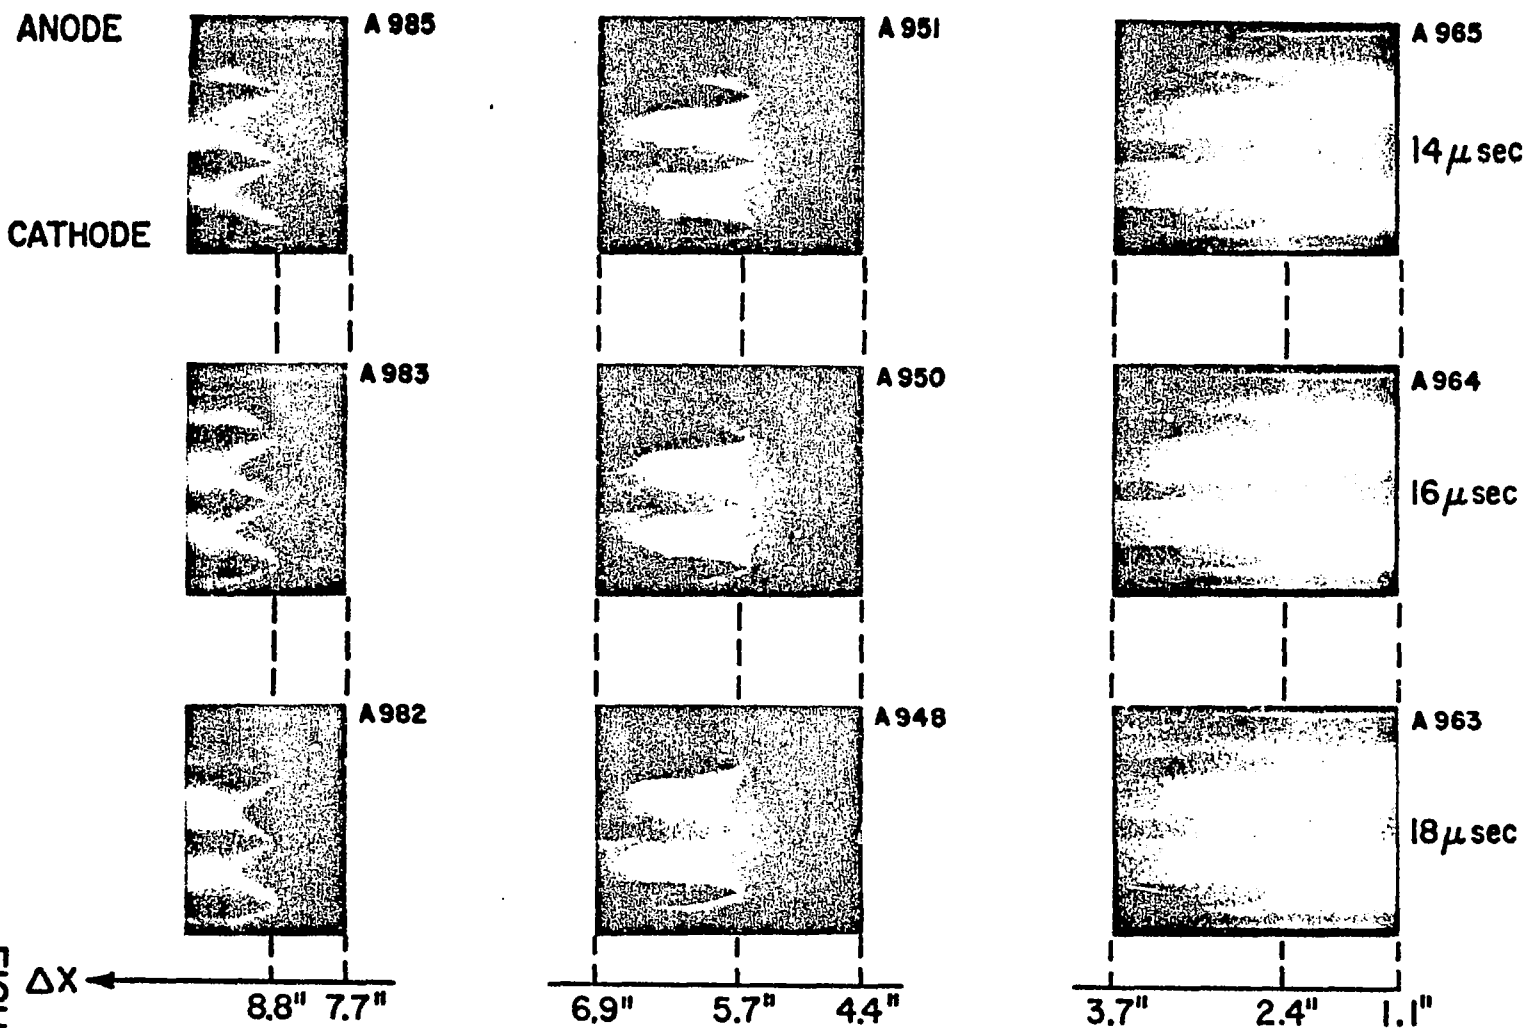 ANODE
A 985
A 951
A 965
14 μ sec
CATHODE
A 983
A 950
A 964
16 μ sec
A 982
A 948
A 963
18 μ sec
ΔX
8.8" 7.7"
6.9" 5.7" 4.4"
3.7" 2.4" 1.1"